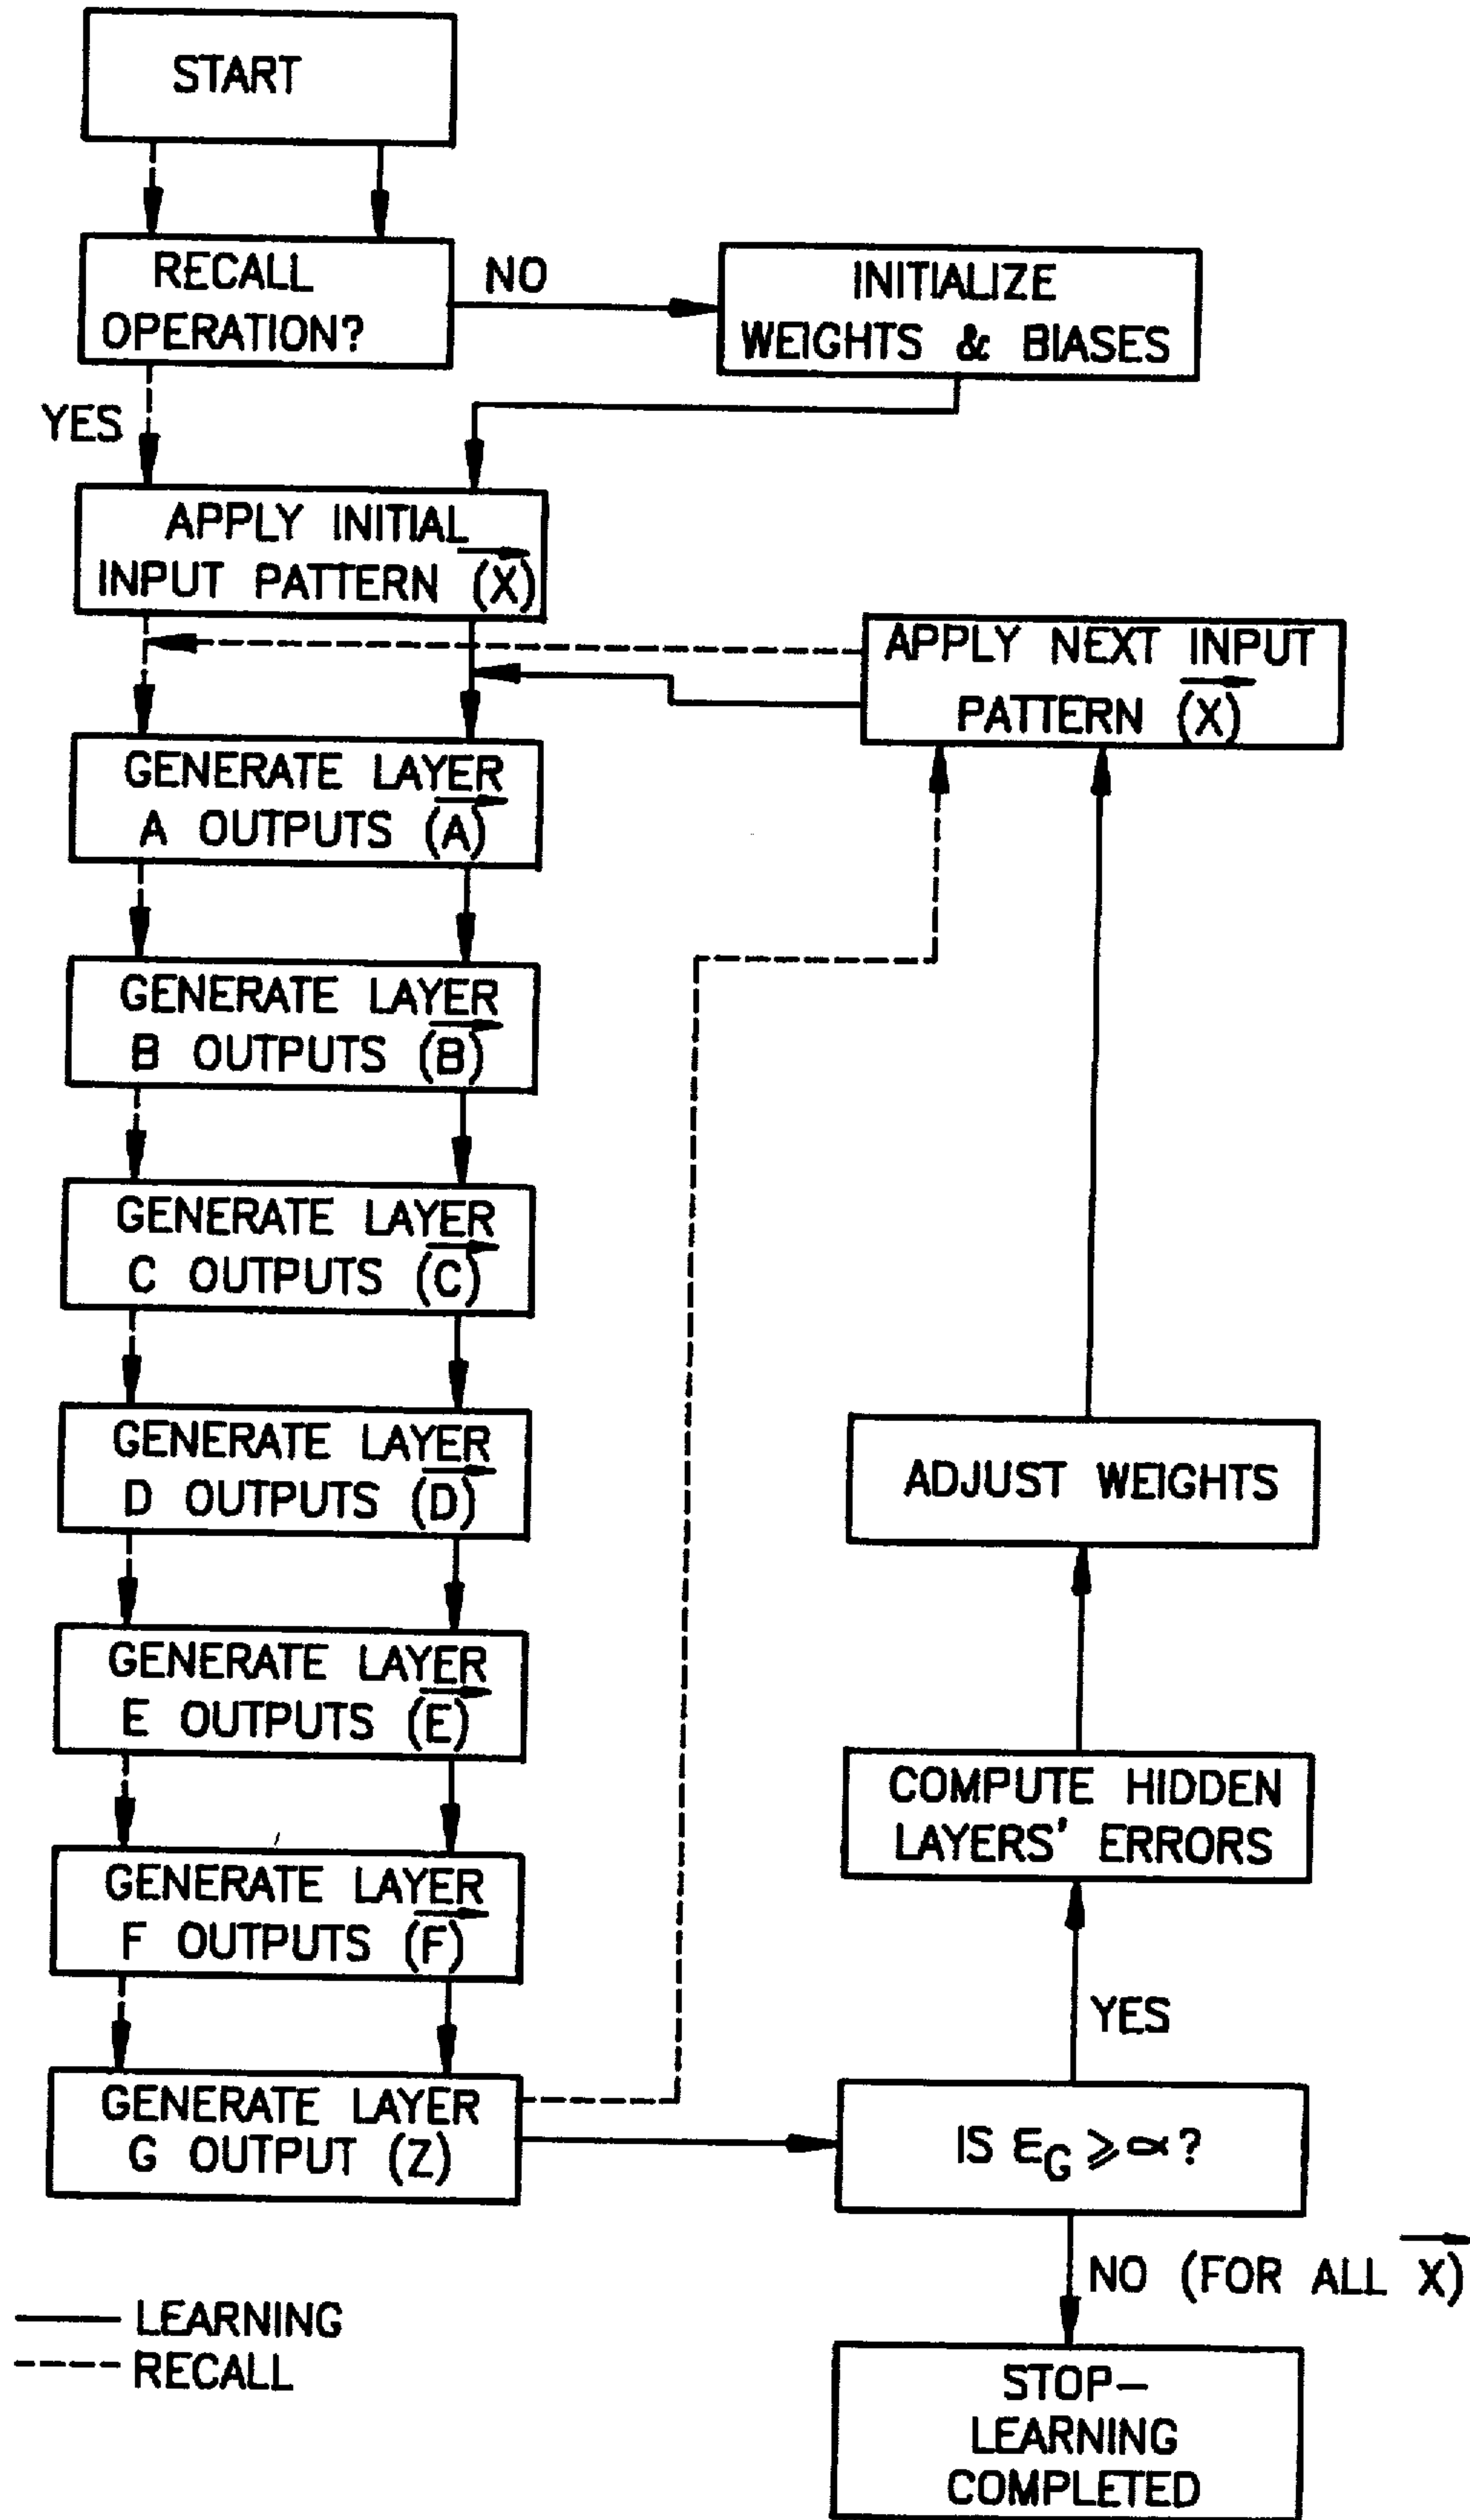 START
RECALL
OPERATION?
NO
INITIALIZE
WEIGHTS & BIASES
YES
APPLY INITIAL
INPUT PATTERN (X)
APPLY NEXT INPUT
PATTERN (X)
GENERATE LAYER
A OUTPUTS (A)
GENERATE LAYER
B OUTPUTS (B)
GENERATE LAYER
C OUTPUTS (C)
GENERATE LAYER
D OUTPUTS (D)
ADJUST WEIGHTS
GENERATE LAYER
E OUTPUTS (E)
COMPUTE HIDDEN
LAYERS' ERRORS
GENERATE LAYER
F OUTPUTS (F)
YES
GENERATE LAYER
G OUTPUT (Z)
IS ε_G ⩾ α ?
NO (FOR ALL X)
LEARNING
RECALL
STOP–
LEARNING
COMPLETED